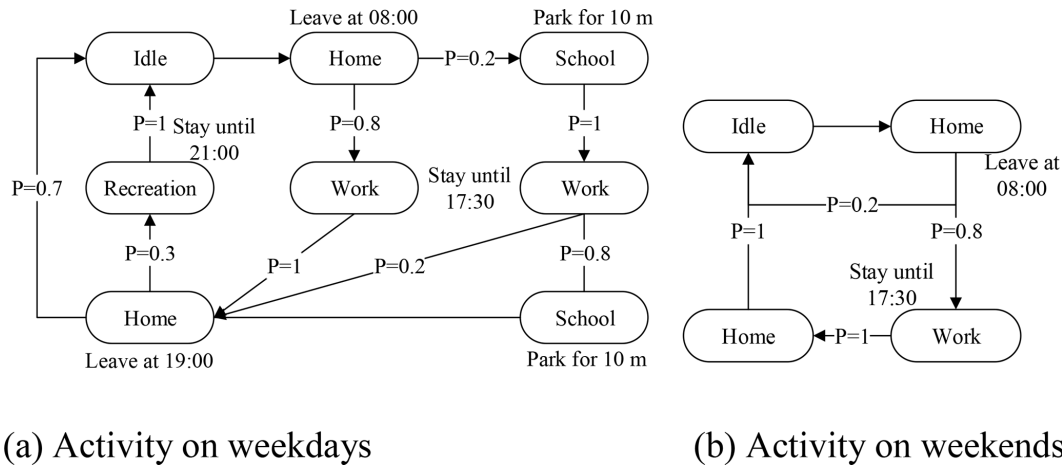 Leave at 08:00
Park for 10 m
Idle
Home
P=0.2
School
P=1
Stay until
21:00
P=0.8
P=1
P=0.7
Recreation
Work
Stay until
17:30
Work
P=0.3
P=1
P=0.2
P=0.8
Home
School
Leave at 19:00
Park for 10 m
(a) Activity on weekdays
Idle
Home
Leave at
08:00
P=0.2
P=1
P=0.8
Stay until
17:30
Home
P=1
Work
(b) Activity on weekends